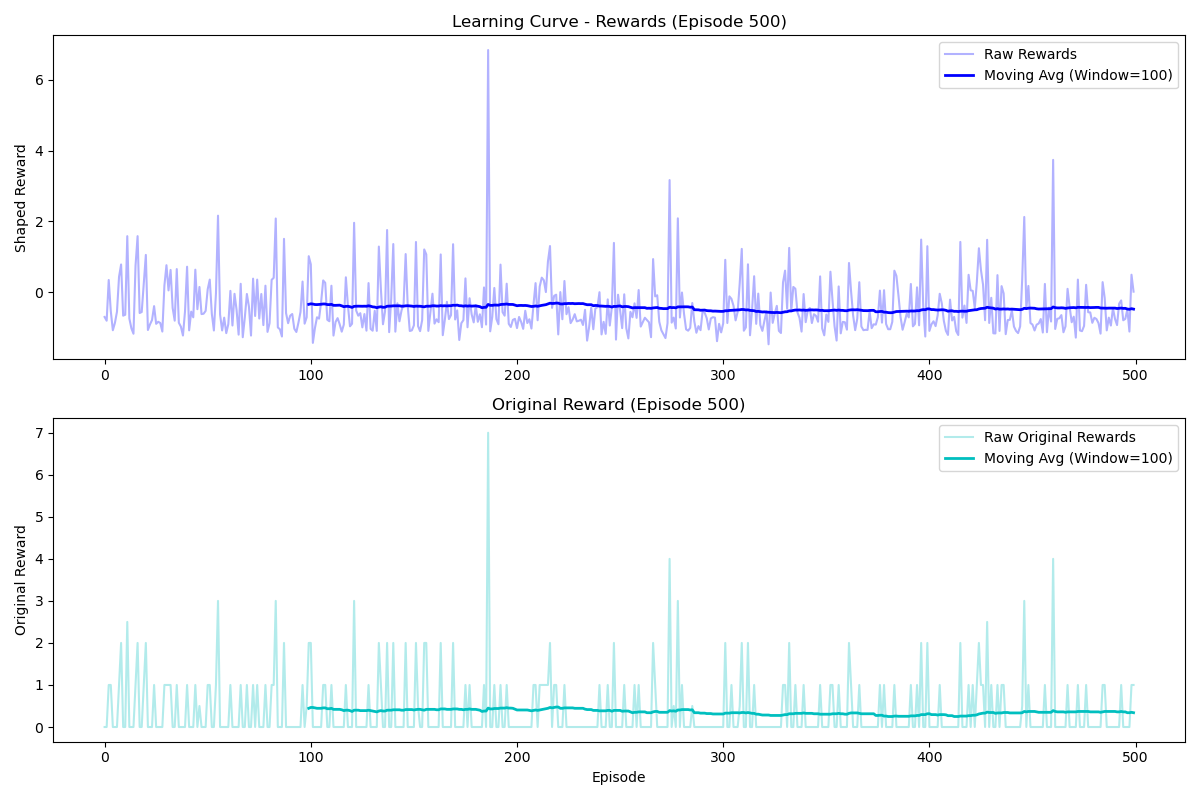 Learning Curve - Rewards (Episode 500)
Shaped Reward
6
4
2
0
Raw Rewards
Moving Avg (Window=100)
0 100 200 300 400 500
Original Reward (Episode 500)
Original Reward
7
6
5
4
3
2
1
0
Raw Original Rewards
Moving Avg (Window=100)
0 100 200 300 400 500
Episode